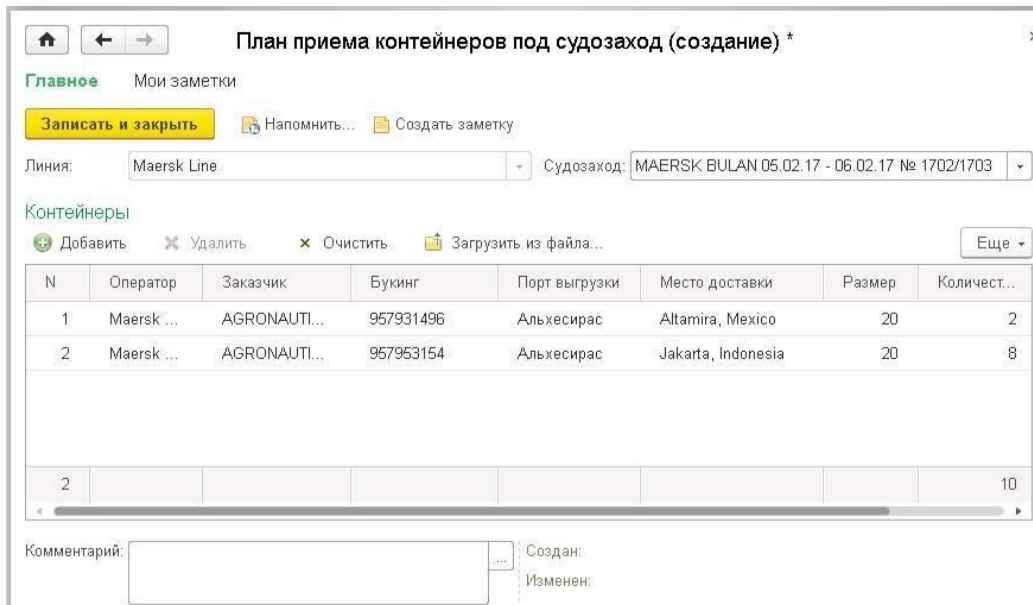 План приема контейнеров под судозаход (создание) *
Главное Мои заметки
Записать и закрыть Напомнить... Создать заметку
Линия: Maersk Line Судозаход: MAERSK BULAN 05.02.17 - 06.02.17 № 1702/1703
Контейнеры
Добавить Удалить Очистить Загрузить из файла... Еще
N Оператор Заказчик Букинг Порт выгрузки Место доставки Размер Количест...
1 Maersk ... AGRONAUTI... 957931496 Альхесирас Altamira, Mexico 20 2
2 Maersk ... AGRONAUTI... 957953154 Альхесирас Jakarta, Indonesia 20 8
2 10
Комментарий: ... Создан:
Изменен: